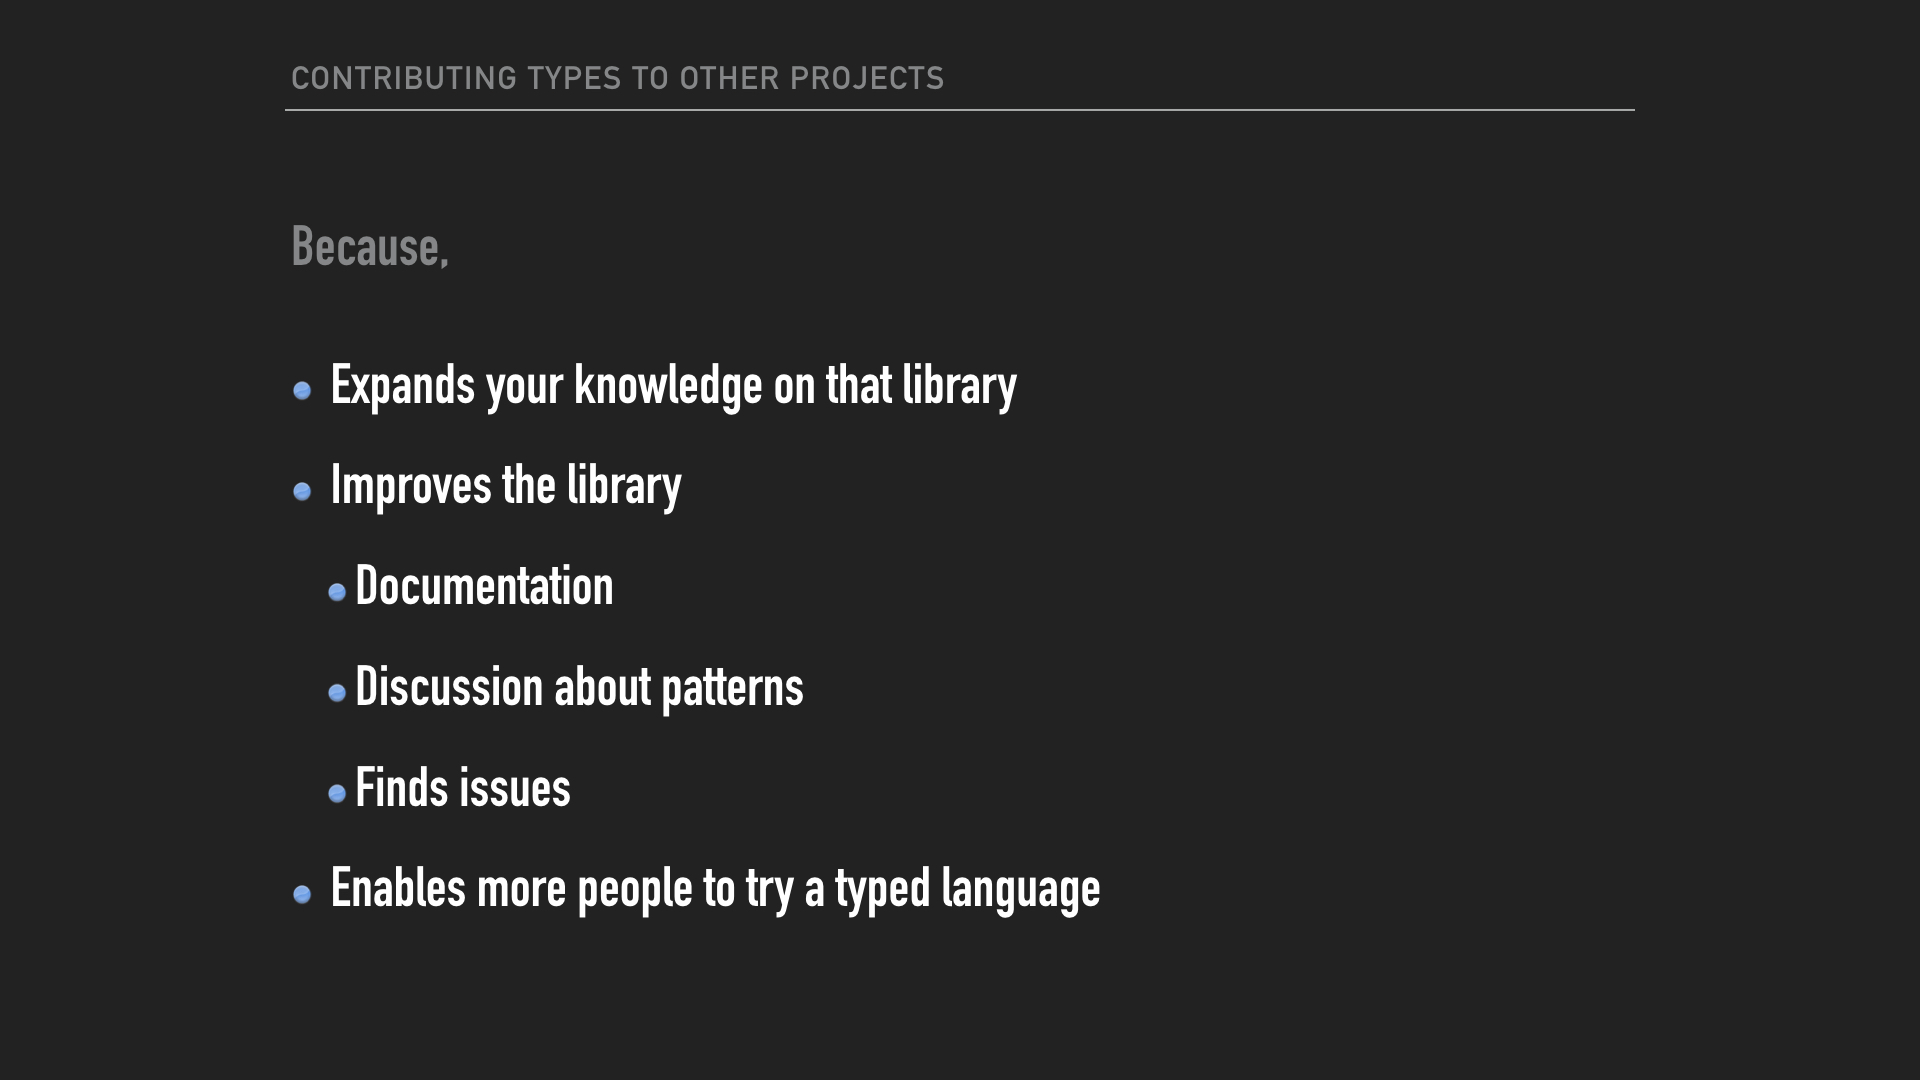 CONTRIBUTING TYPES TO OTHER PROJECTS
Because,
Expands your knowledge on that library
Improves the library
Documentation
Discussion about patterns
Finds issues
Enables more people to try a typed language